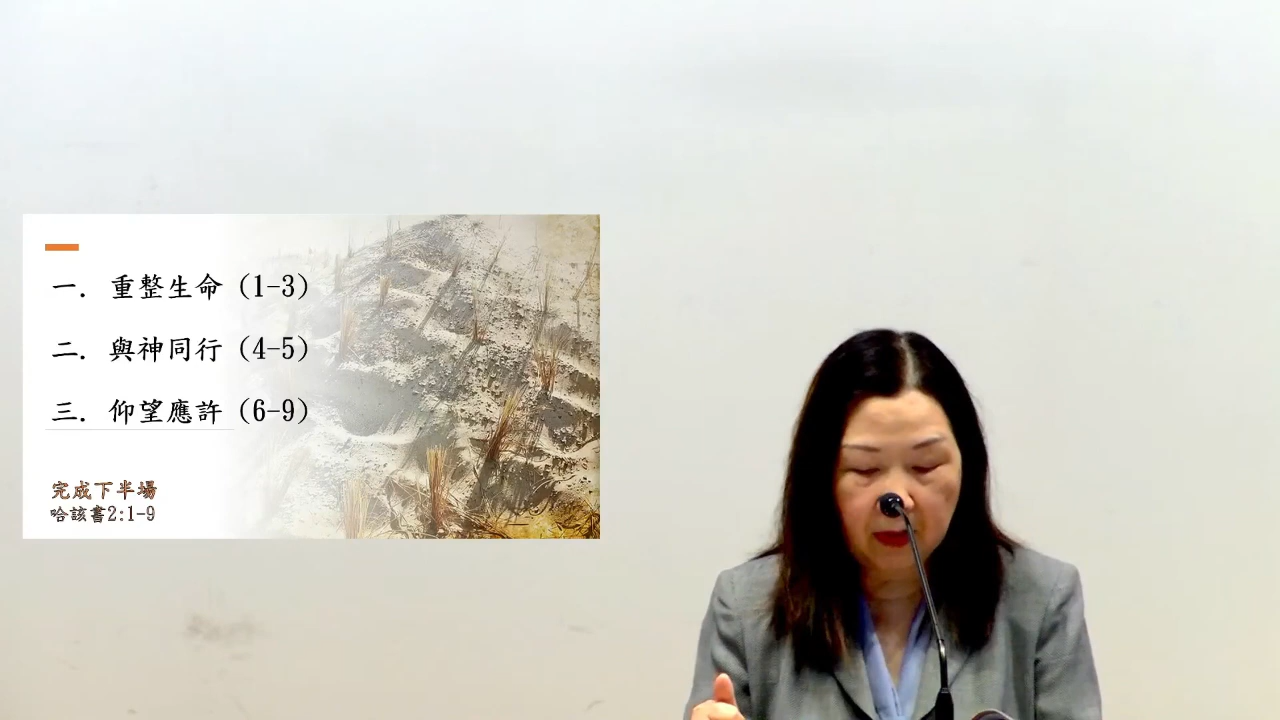 一. 重整生命 (1-3)
二. 與神同行 (4-5)
三. 仰望應許 (6-9)
完成下半場
哈該書2:1-9